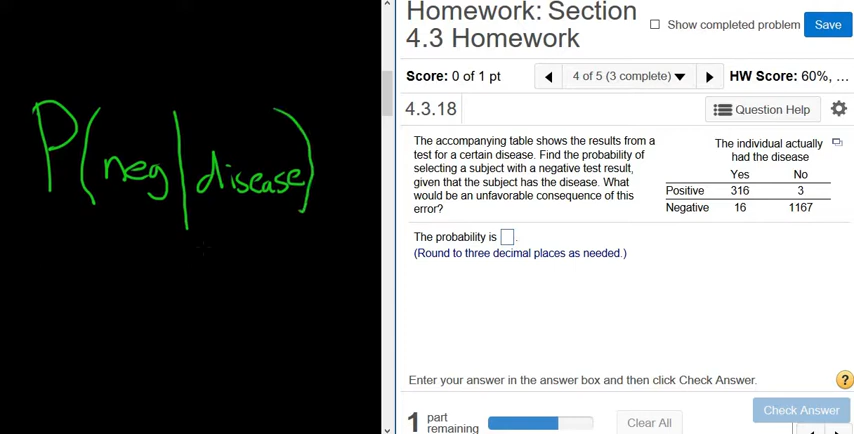 P(neg|disease)
Homework: Section
4.3 Homework
Show completed problem
Save
Score: 0 of 1 pt
4 of 5 (3 complete)
HW Score: 60%, ...
4.3.18
Question Help
The accompanying table shows the results from a
test for a certain disease. Find the probability of
selecting a subject with a negative test result,
given that the subject has the disease. What
would be an unfavorable consequence of this
error?
The individual actually
had the disease
Yes No
Positive 316 3
Negative 16 1167
The probability is
(Round to three decimal places as needed.)
Enter your answer in the answer box and then click Check Answer.
?
1 part
remaining
Clear All
Check Answer